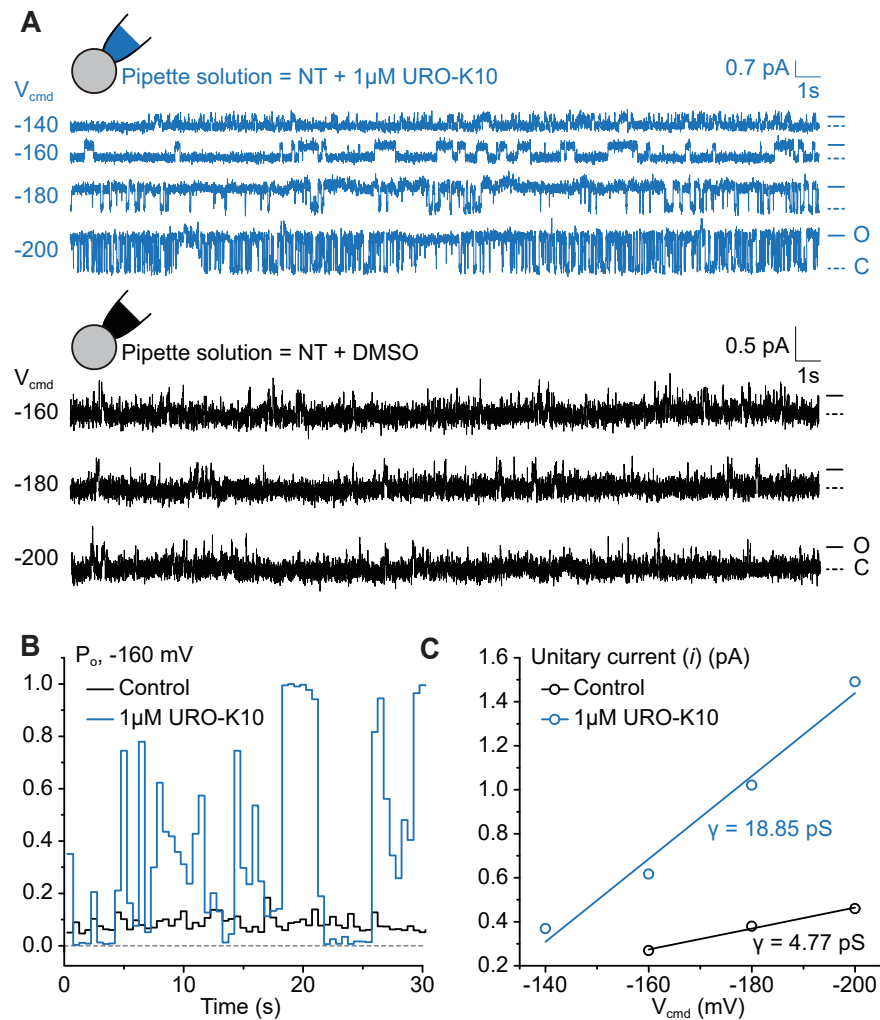 A
Pipette solution = NT + 1µM URO-K10
0.7 pA
1s
Vcmd
-140
-160
-180
-200
O
C
Pipette solution = NT + DMSO
0.5 pA
1s
Vcmd
-160
-180
-200
O
C
B
Po, -160 mV
Control
1µM URO-K10
1.0
0.8
0.6
0.4
0.2
0.0
0 10 20 30
Time (s)
C
Unitary current (i) (pA)
Control
1µM URO-K10
1.6
1.4
1.2
1.0
0.8
0.6
0.4
0.2
γ = 18.85 pS
γ = 4.77 pS
-140 -160 -180 -200
Vcmd (mV)